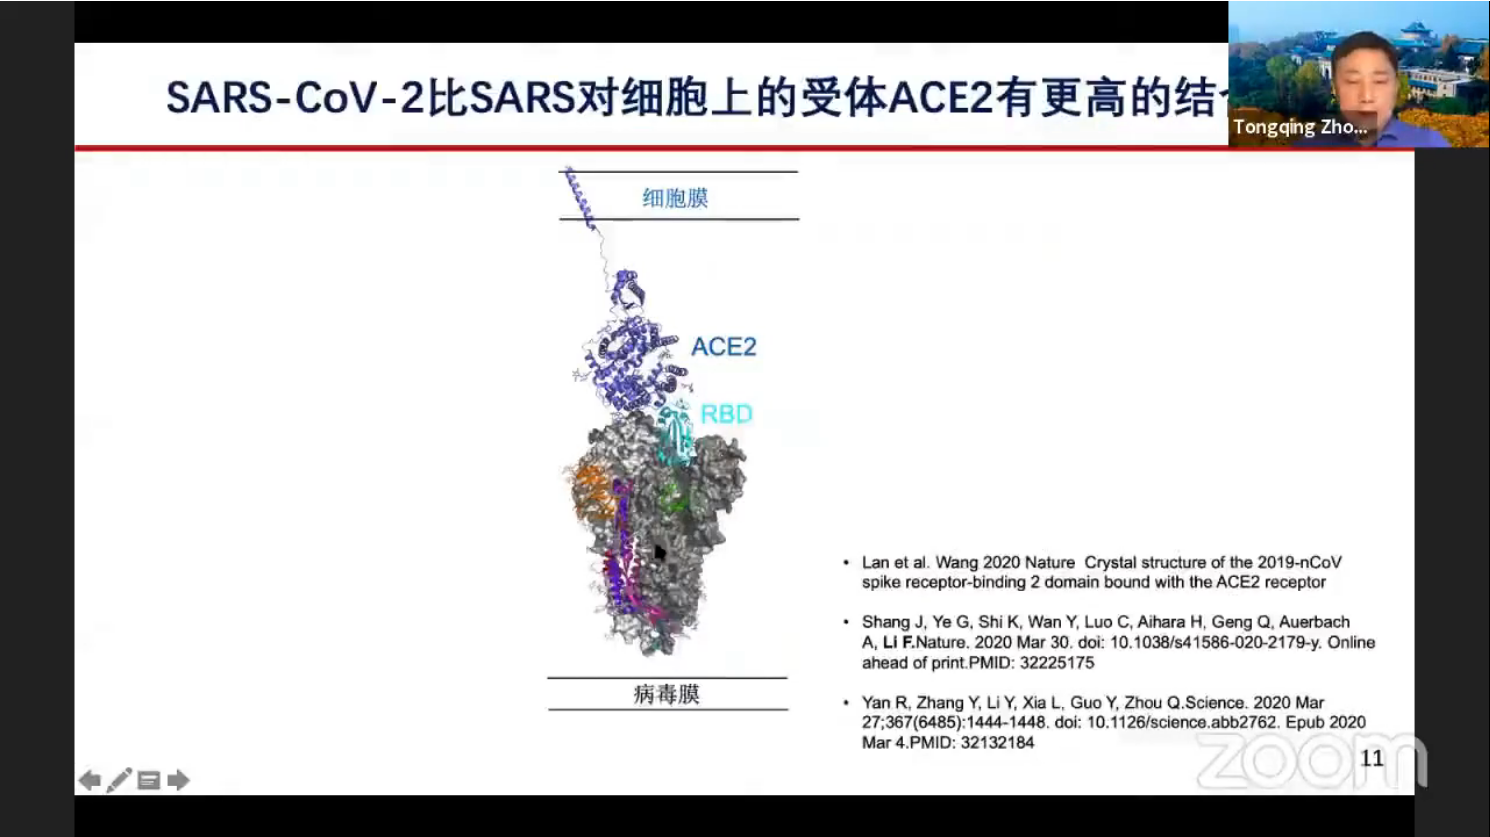 SARS-CoV-2比SARS对细胞上的受体ACE2有更高的结
Tongqing Zho...
细胞膜
ACE2
RBD
• Lan et al. Wang 2020 Nature Crystal structure of the 2019-nCoV
spike receptor-binding 2 domain bound with the ACE2 receptor
• Shang J, Ye G, Shi K, Wan Y, Luo C, Aihara H, Geng Q, Auerbach
A, Li F.Nature. 2020 Mar 30. doi: 10.1038/s41586-020-2179-y. Online
ahead of print.PMID: 32225175
• Yan R, Zhang Y, Li Y, Xia L, Guo Y, Zhou Q.Science. 2020 Mar
27;367(6485):1444-1448. doi: 10.1126/science.abb2762. Epub 2020
Mar 4.PMID: 32132184
病毒膜
zoom
11